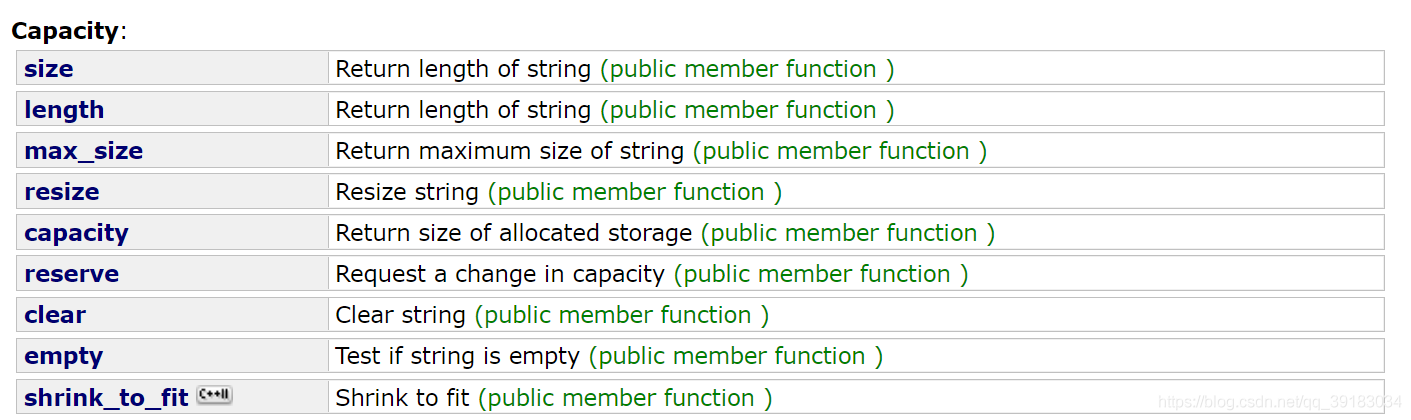 Capacity:
size Return length of string (public member function )
length Return length of string (public member function )
max_size Return maximum size of string (public member function )
resize Resize string (public member function )
capacity Return size of allocated storage (public member function )
reserve Request a change in capacity (public member function )
clear Clear string (public member function )
empty Test if string is empty (public member function )
shrink_to_fit C++11 Shrink to fit (public member function )
https://blog.csdn.net/qq_39183034